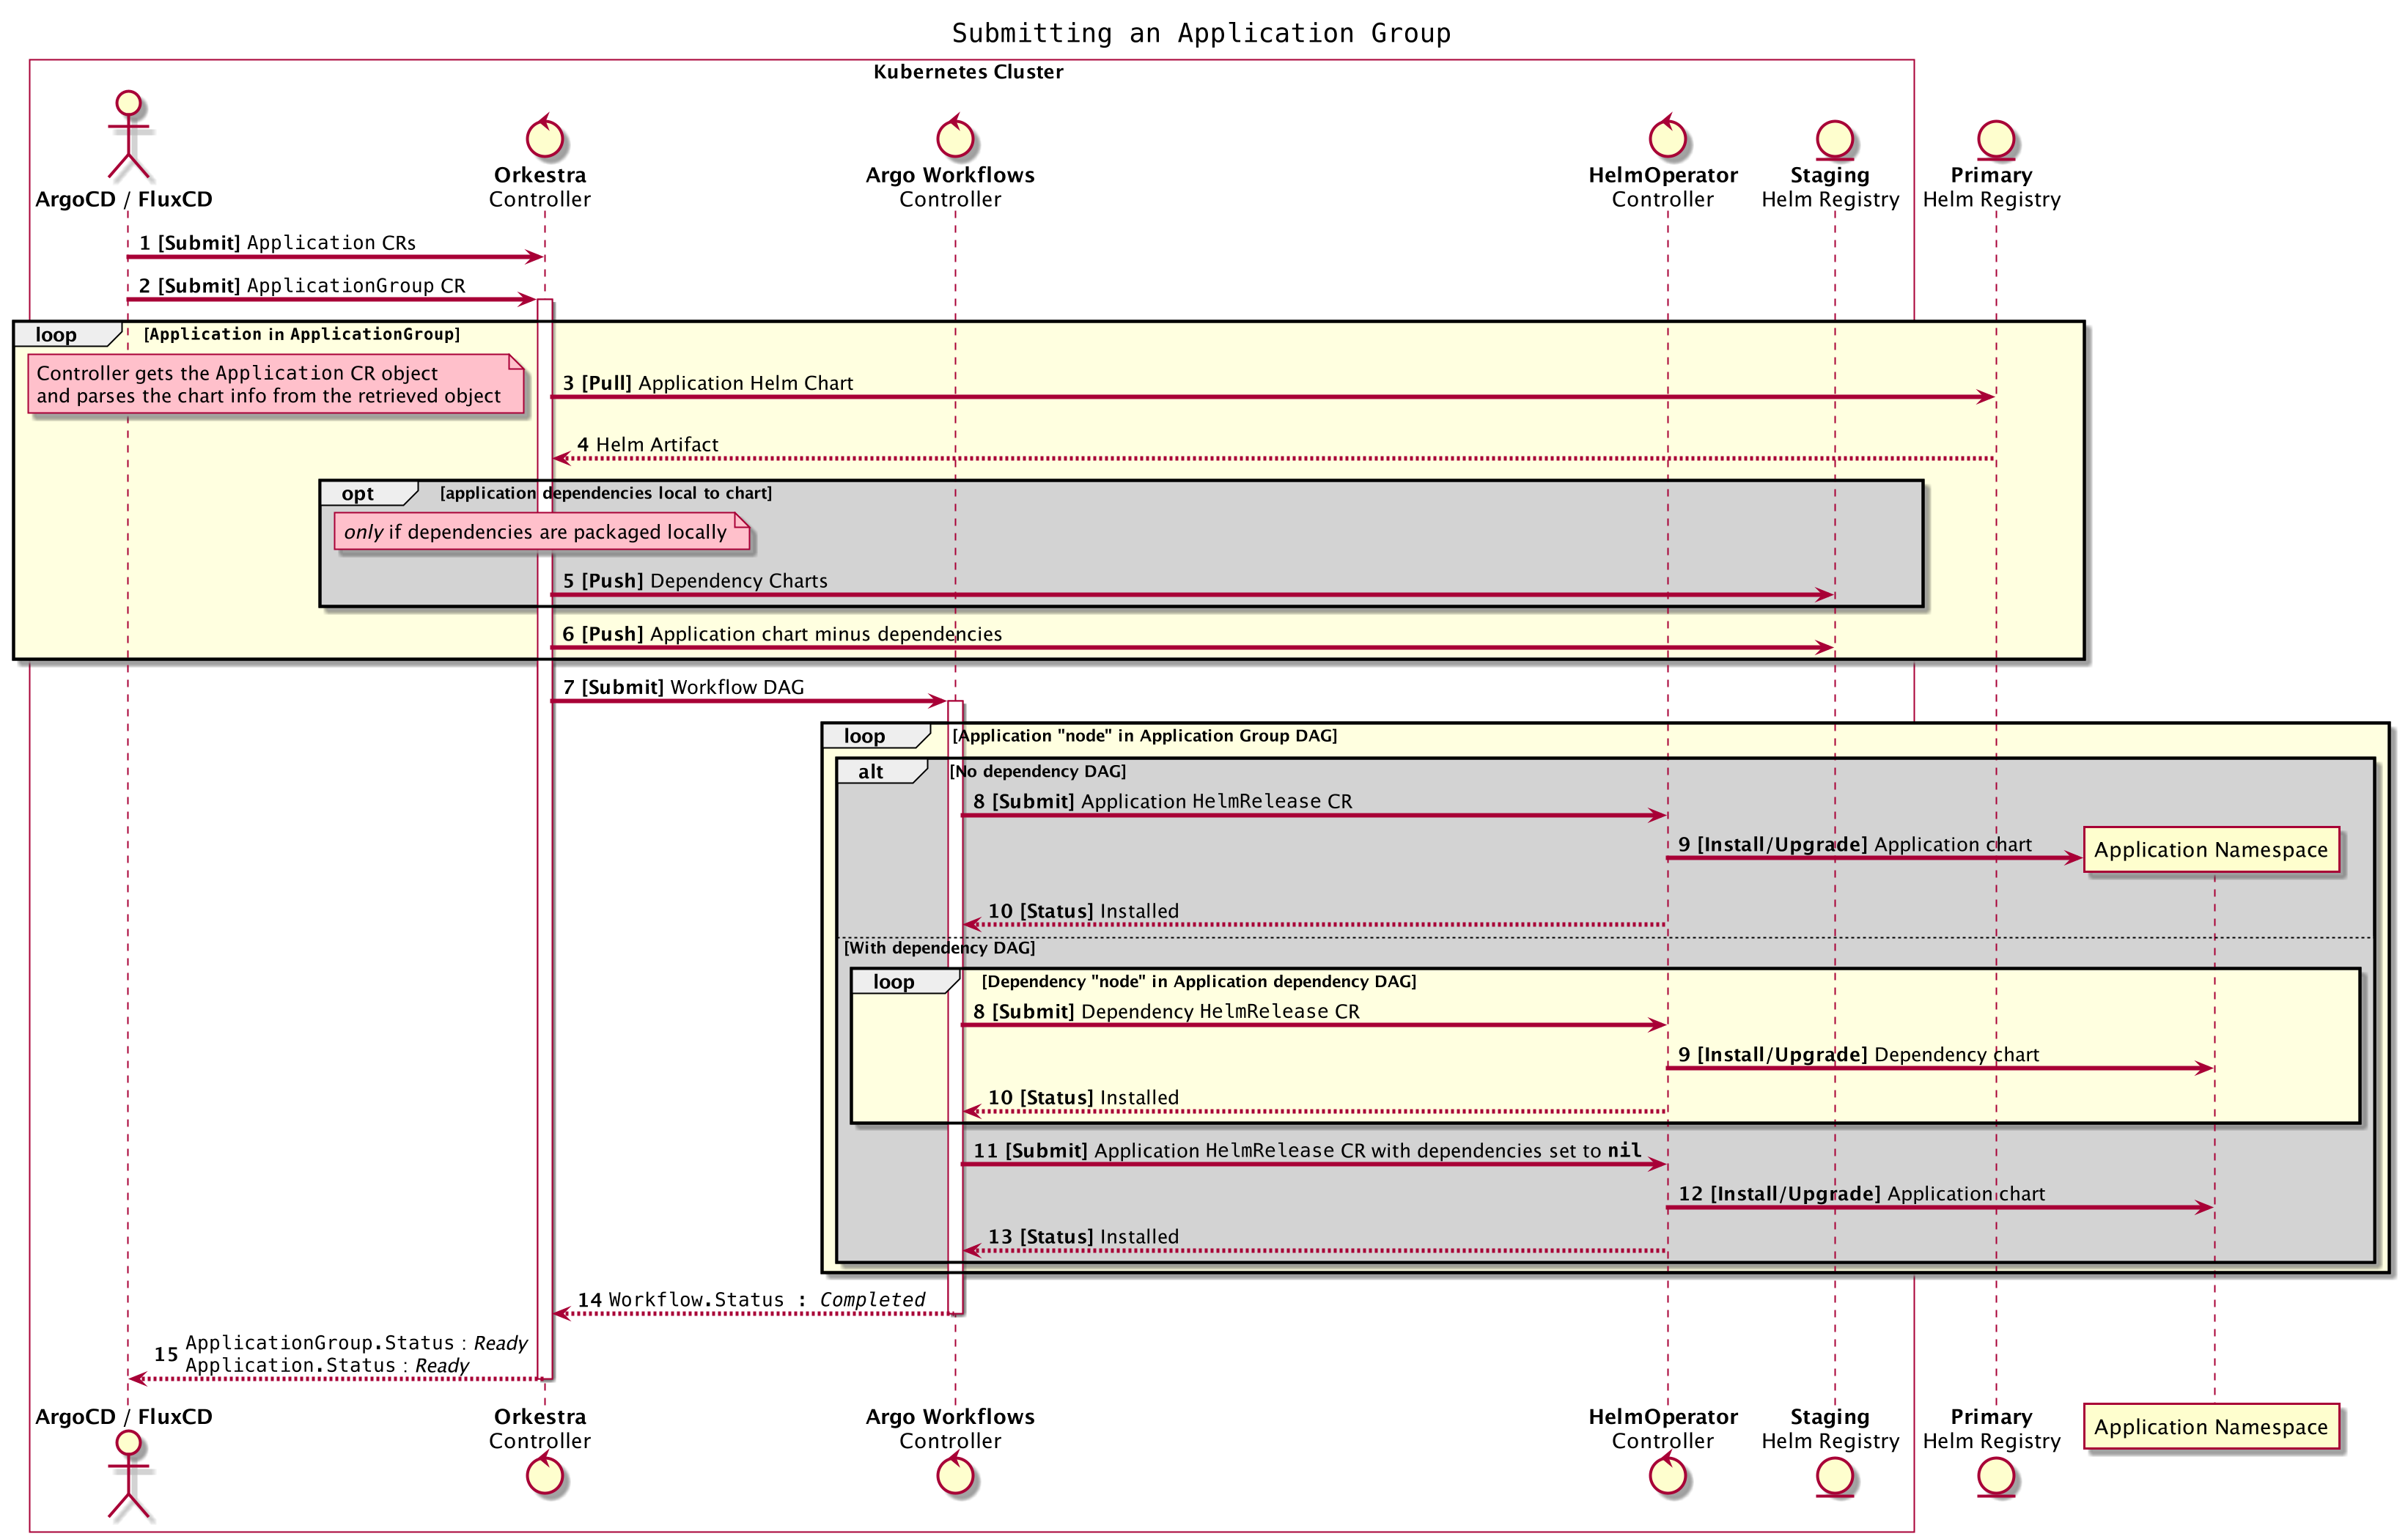 Submitting an Application Group
Kubernetes Cluster
ArgoCD / FluxCD
Orkestra
Controller
Argo Workflows
Controller
HelmOperator
Controller
Staging
Helm Registry
Primary
Helm Registry
1 [Submit] Application CRs
2 [Submit] ApplicationGroup CR
loop [Application in ApplicationGroup]
Controller gets the Application CR object
and parses the chart info from the retrieved object
3 [Pull] Application Helm Chart
4 Helm Artifact
opt [application dependencies local to chart]
only if dependencies are packaged locally
5 [Push] Dependency Charts
6 [Push] Application chart minus dependencies
7 [Submit] Workflow DAG
loop [Application "node" in Application Group DAG]
alt [No dependency DAG]
8 [Submit] Application HelmRelease CR
9 [Install/Upgrade] Application chart
Application Namespace
10 [Status] Installed
[With dependency DAG]
loop [Dependency "node" in Application dependency DAG]
8 [Submit] Dependency HelmRelease CR
9 [Install/Upgrade] Dependency chart
10 [Status] Installed
11 [Submit] Application HelmRelease CR with dependencies set to nil
12 [Install/Upgrade] Application chart
13 [Status] Installed
14 Workflow.Status : Completed
15 ApplicationGroup.Status : Ready
Application.Status : Ready
ArgoCD / FluxCD
Orkestra
Controller
Argo Workflows
Controller
HelmOperator
Controller
Staging
Helm Registry
Primary
Helm Registry
Application Namespace